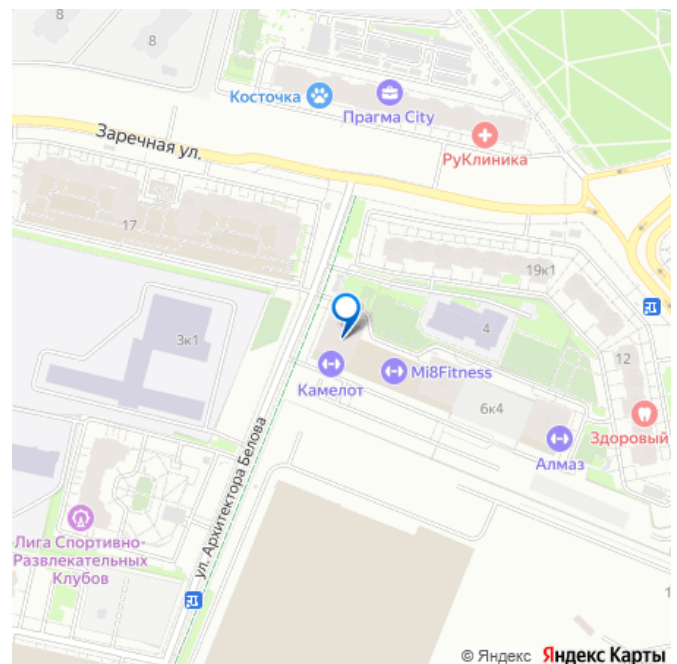 8
8
Косточка
Прагма City
РуКлиника
Заречная ул.
17
19к1
3к1
4
12
Mi8Fitness
Камелот
6к4
Здоровый
Алмаз
ул. Архитектора Белова
Лига Спортивно-
Развлекательных
Клубов
1
© Яндекс Яндекс Карты